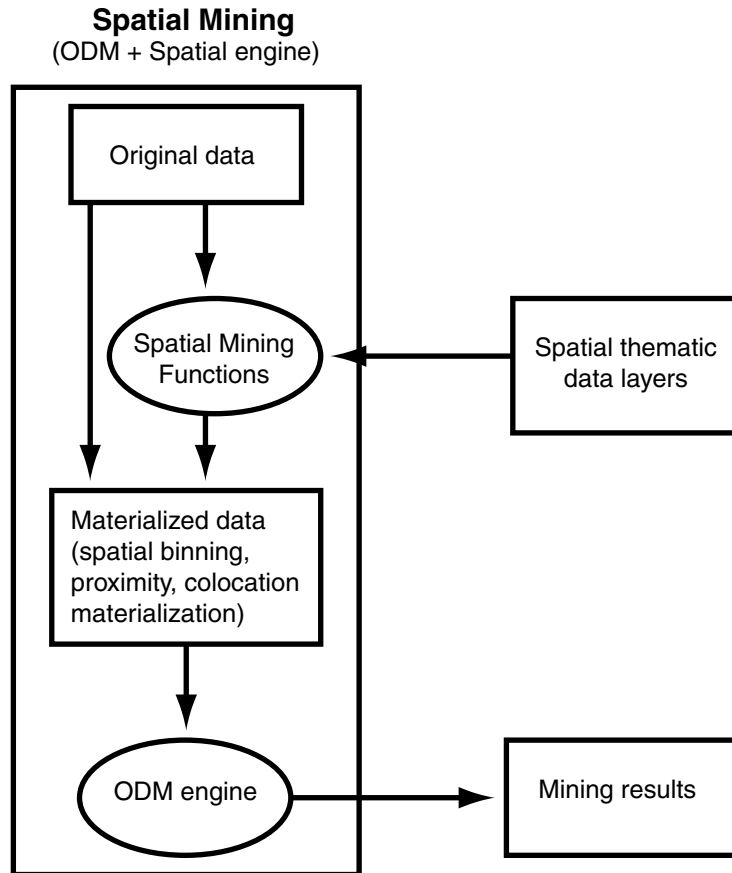 Spatial Mining
(ODM + Spatial engine)
Original data
Spatial Mining
Functions
Spatial thematic
data layers
Materialized data
(spatial binning,
proximity, colocation
materialization)
ODM engine
Mining results